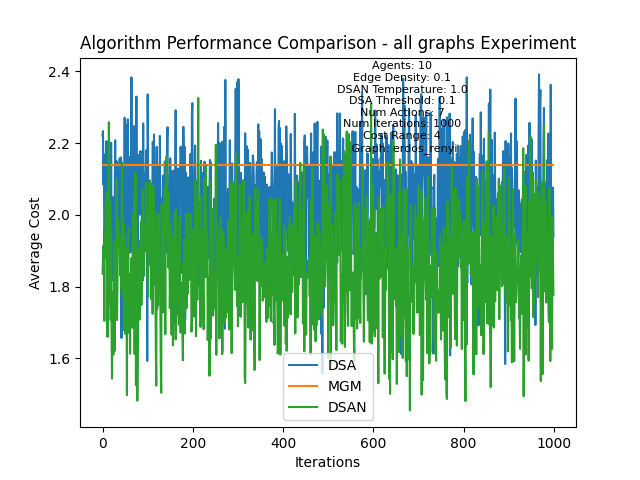 Algorithm Performance Comparison - all graphs Experiment
Agents: 10
Edge Density: 0.1
DSAN Temperature: 1.0
DSA Threshold: 0.1
Num Actions: 7
Num Iterations: 1000
Cost Range: 4
Graph: erdos_renyi
2.4
2.2
2.0
1.8
1.6
Average Cost
DSA
MGM
DSAN
0
200
400
600
800
1000
Iterations